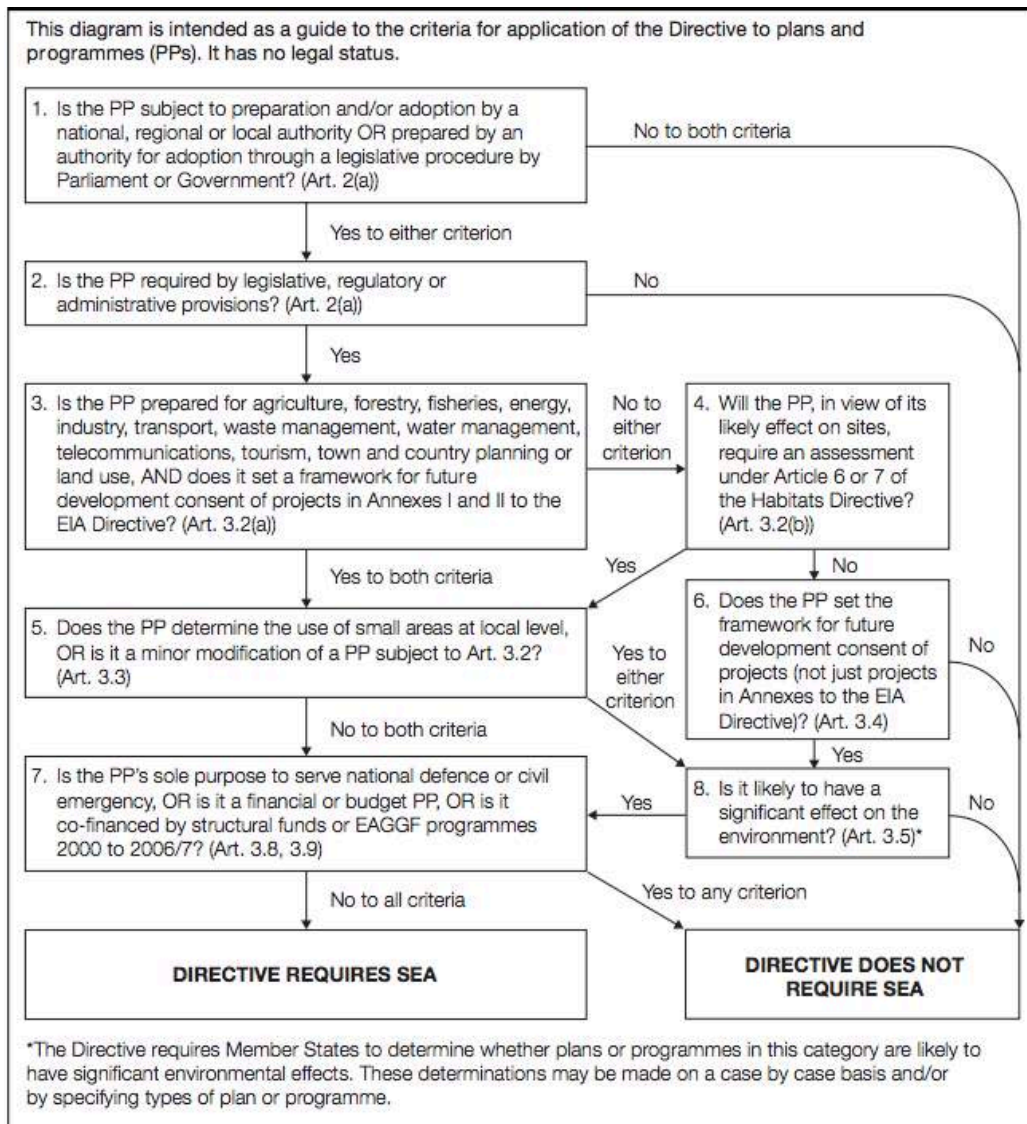 This diagram is intended as a guide to the criteria for application of the Directive to plans and
programmes (PPs). It has no legal status.
1. Is the PP subject to preparation and/or adoption by a
national, regional or local authority OR prepared by an
authority for adoption through a legislative procedure by
Parliament or Government? (Art. 2(a))
No to both criteria
Yes to either criterion
2. Is the PP required by legislative, regulatory or
administrative provisions? (Art. 2(a))
No
Yes
3. Is the PP prepared for agriculture, forestry, fisheries, energy,
industry, transport, waste management, water management,
telecommunications, tourism, town and country planning or
land use, AND does it set a framework for future
development consent of projects in Annexes I and II to the
EIA Directive? (Art. 3.2(a))
No to
either
criterion
4. Will the PP, in view of its
likely effect on sites,
require an assessment
under Article 6 or 7 of
the Habitats Directive?
(Art. 3.2(b))
Yes to both criteria
Yes
No
5. Does the PP determine the use of small areas at local level,
OR is it a minor modification of a PP subject to Art. 3.2?
(Art. 3.3)
Yes to
either
criterion
6. Does the PP set the
framework for future
development consent of
projects (not just projects
in Annexes to the EIA
Directive)? (Art. 3.4)
No
No to both criteria
Yes
7. Is the PP's sole purpose to serve national defence or civil
emergency, OR is it a financial or budget PP, OR is it
co-financed by structural funds or EAGGF programmes
2000 to 2006/7? (Art. 3.8, 3.9)
Yes
8. Is it likely to have a
significant effect on the
environment? (Art. 3.5)*
No
No to all criteria
Yes to any criterion
DIRECTIVE REQUIRES SEA
DIRECTIVE DOES NOT
REQUIRE SEA
*The Directive requires Member States to determine whether plans or programmes in this category are likely to
have significant environmental effects. These determinations may be made on a case by case basis and/or
by specifying types of plan or programme.